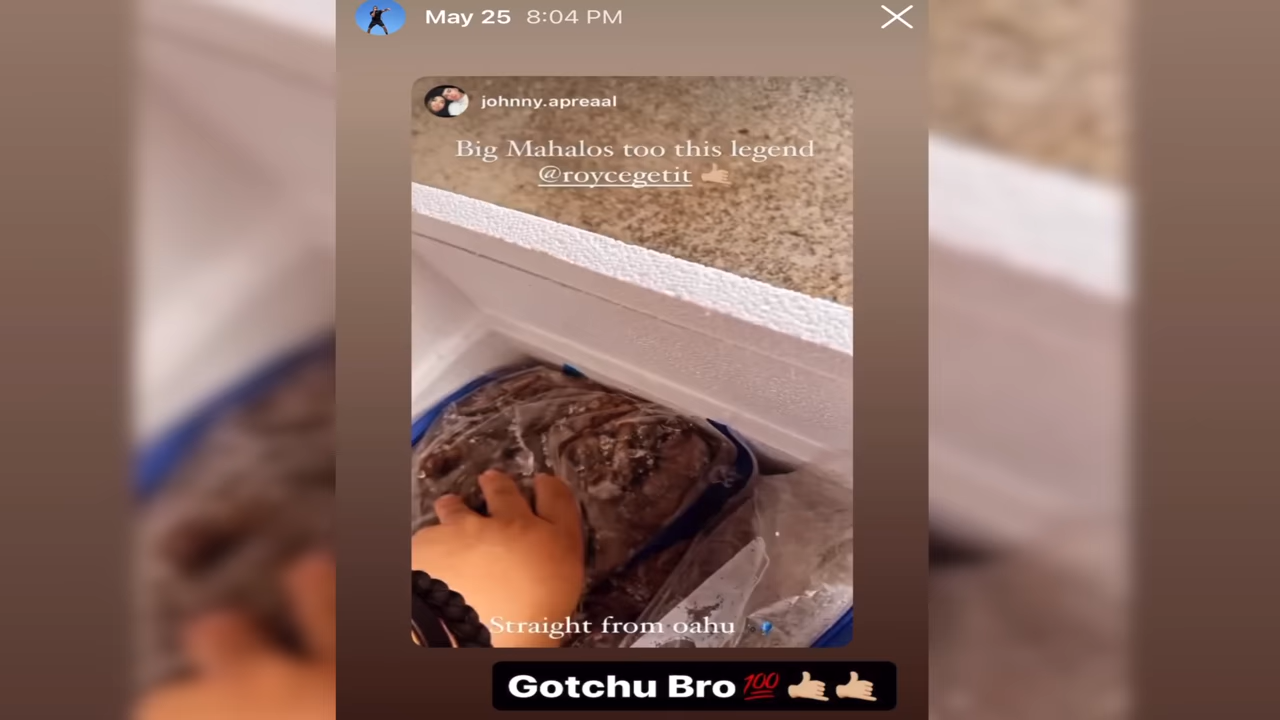 May 25 8:04 PM
johnny.apreaal
Big Mahalos too this legend
@roycegetit 🤙🏼
Straight from oahu
Gotchu Bro 💯🤙🏼🤙🏼